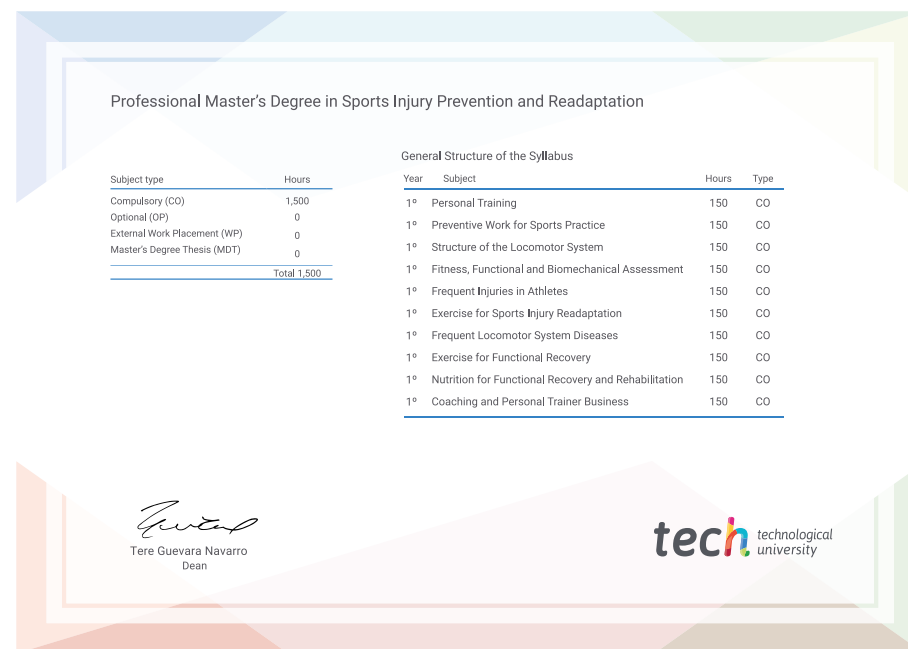 Professional Master's Degree in Sports Injury Prevention and Readaptation
Subject type Hours
Compulsory (CO) 1,500
Optional (OP) 0
External Work Placement (WP) 0
Master's Degree Thesis (MDT) 0
Total 1,500
General Structure of the Syllabus
Year Subject Hours Type
1º Personal Training 150 CO
1º Preventive Work for Sports Practice 150 CO
1º Structure of the Locomotor System 150 CO
1º Fitness, Functional and Biomechanical Assessment 150 CO
1º Frequent Injuries in Athletes 150 CO
1º Exercise for Sports Injury Readaptation 150 CO
1º Frequent Locomotor System Diseases 150 CO
1º Exercise for Functional Recovery 150 CO
1º Nutrition for Functional Recovery and Rehabilitation 150 CO
1º Coaching and Personal Trainer Business 150 CO
Tere Guevara Navarro
Dean
tech technological
university